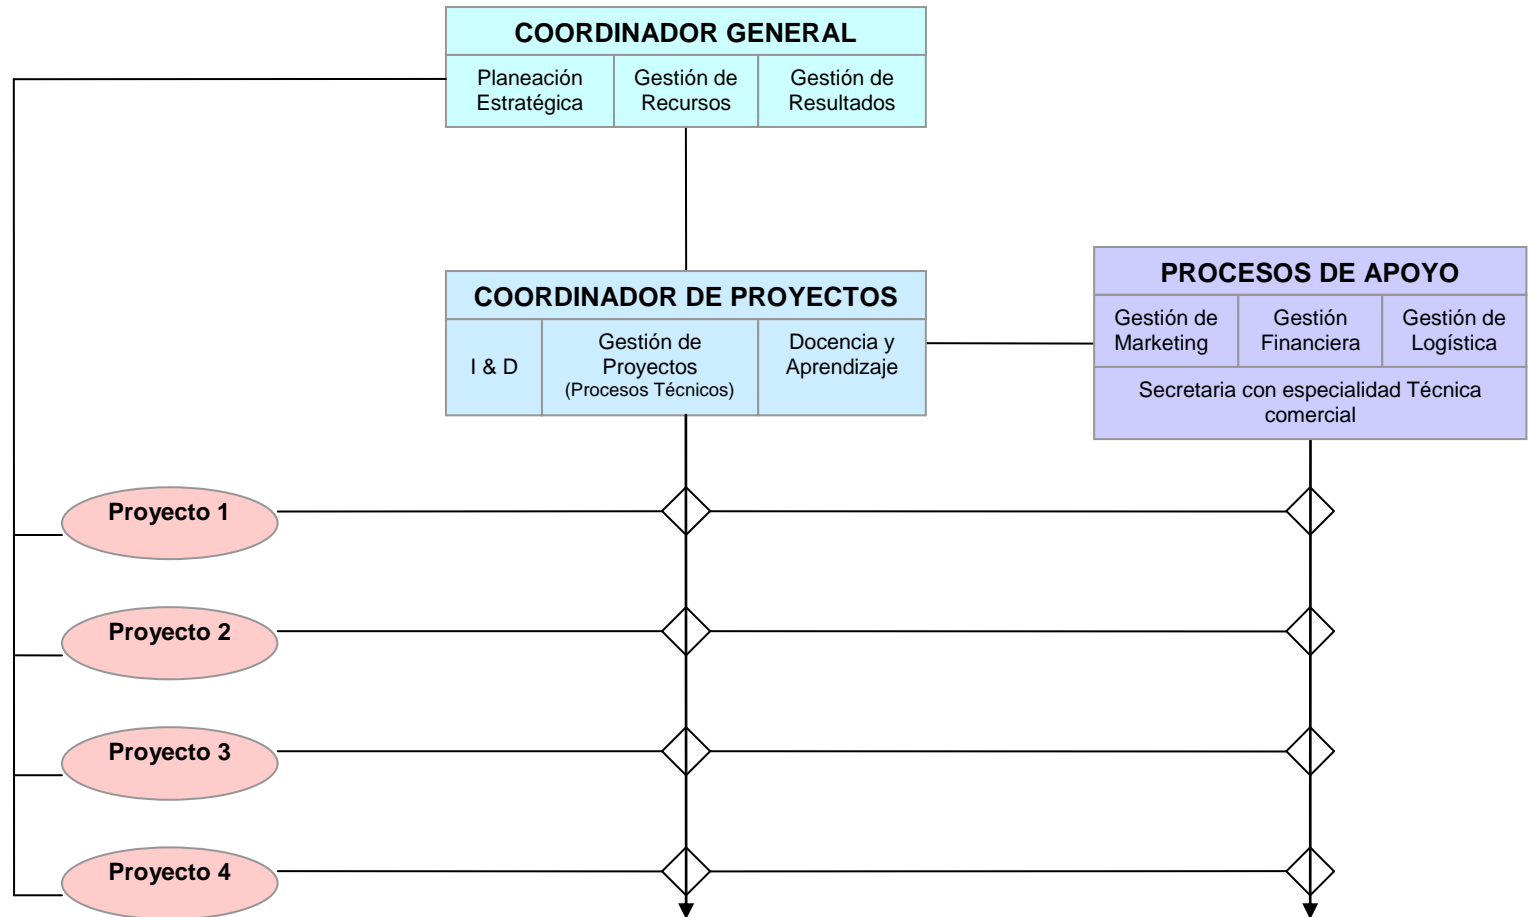 COORDINADOR GENERAL
Planeación
Estratégica
Gestión de
Recursos
Gestión de
Resultados
COORDINADOR DE PROYECTOS
I & D
Gestión de
Proyectos
(Procesos Técnicos)
Docencia y
Aprendizaje
PROCESOS DE APOYO
Gestión de
Marketing
Gestión
Financiera
Gestión de
Logística
Secretaria con especialidad Técnica
comercial
Proyecto 1
Proyecto 2
Proyecto 3
Proyecto 4